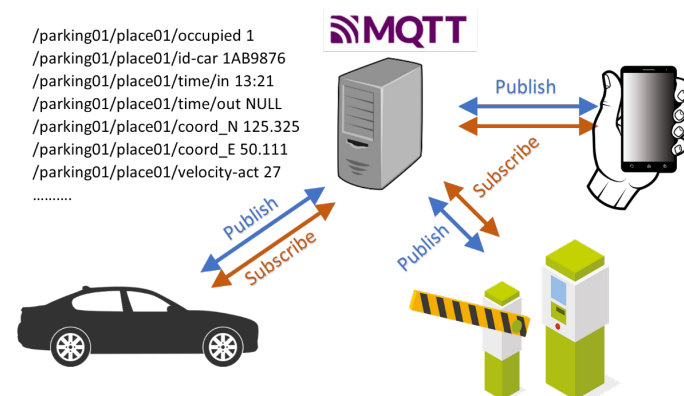 /parking01/place01/occupied 1
/parking01/place01/id-car 1AB9876
/parking01/place01/time/in 13:21
/parking01/place01/time/out NULL
/parking01/place01/coord_N 125.325
/parking01/place01/coord_E 50.111
/parking01/place01/velocity-act 27
..........
MQTT
Publish
Subscribe
Publish
Subscribe
Publish
Subscribe